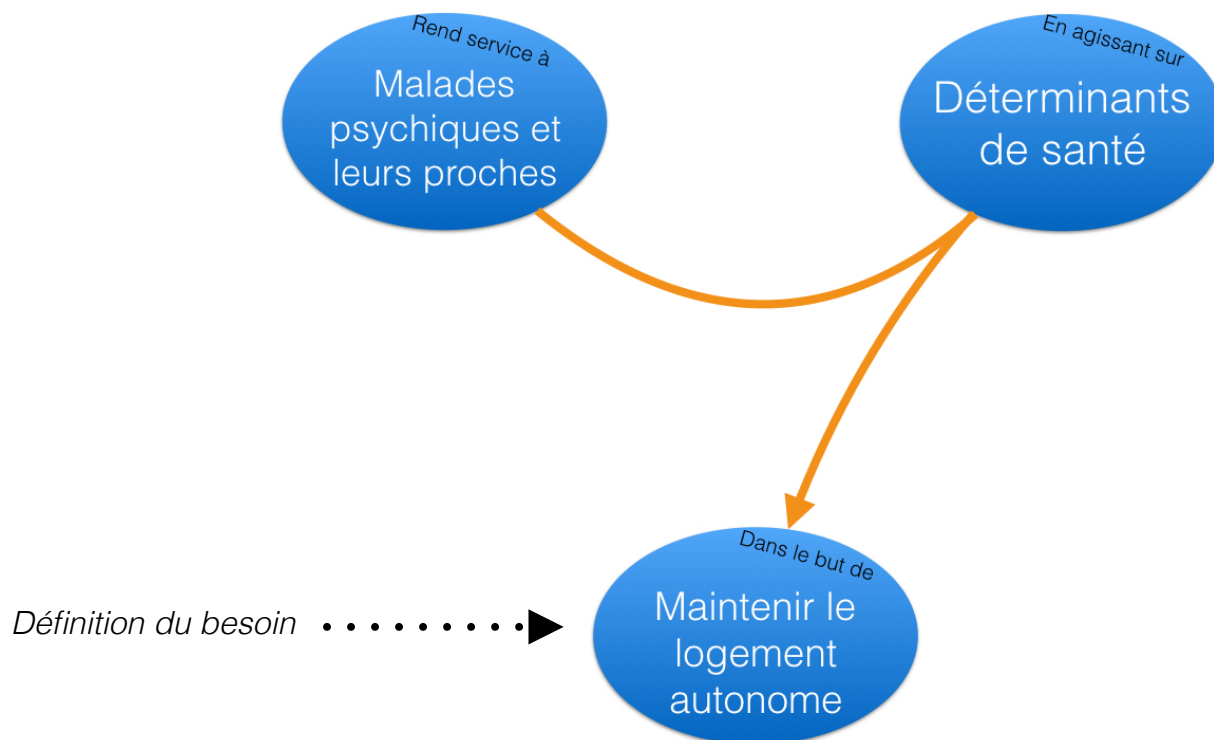 Rend service à
Malades
psychiques et
leurs proches
En agissant sur
Déterminants
de santé
Dans le but de
Maintenir le
logement
autonome
Définition du besoin